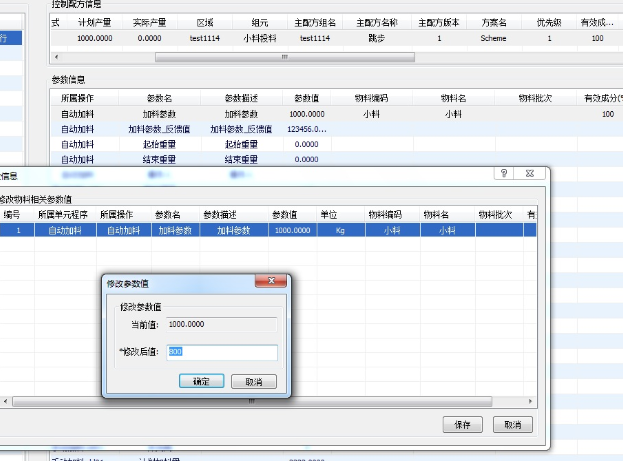 控制配方信息
式 计划产量 实际产量 区域 组元 主配方组名 主配方名称 主配方版本 方案名 优先级 有效成...
行 1000.0000 0.0000 test1114 小料投料 test1114 跳步 1 Scheme 1 100
参数信息
所属操作 参数名 参数描述 参数值 物料编码 物料名 物料批次 有效成分(%
自动加料 加料参数 加料参数 1000.0000 小料 小料 100
自动加料 加料参数_反馈值 加料参数_反馈值 123456.0...
自动加料 起始重量 起始重量 0.0000
自动加料 结束重量 结束重量 0.0000
信息
修改物料相关参数值
编号 所属单元程序 所属操作 参数名 参数描述 参数值 单位 物料编码 物料名 物料批次 有
1 自动加料 自动加料 加料参数 加料参数 1000.0000 Kg 小料 小料
修改参数值
修改参数值
当前值: 1000.0000
*修改后值: 800
确定 取消
保存 取消